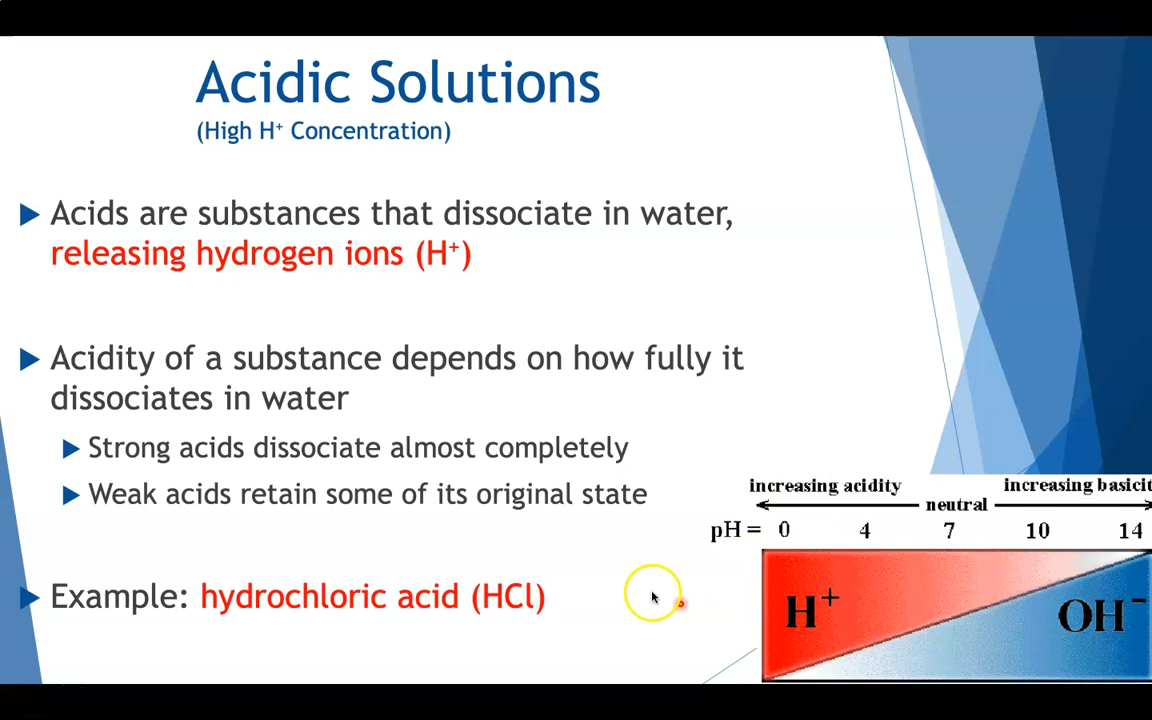 Acidic Solutions
(High H⁺ Concentration)
Acids are substances that dissociate in water,
releasing hydrogen ions (H⁺)
Acidity of a substance depends on how fully it
dissociates in water
Strong acids dissociate almost completely
Weak acids retain some of its original state
Example: hydrochloric acid (HCl)
increasing acidity neutral increasing basicit
pH = 0 4 7 10 14
H⁺ OH⁻